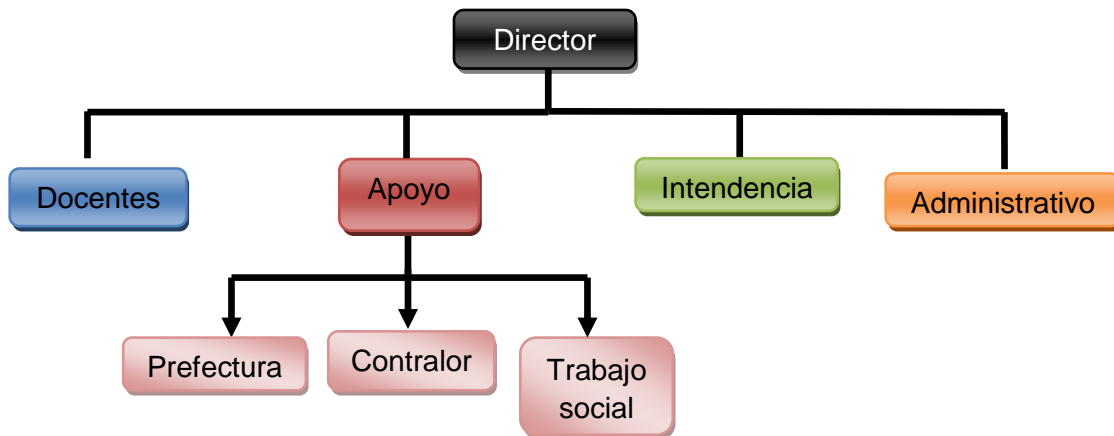 Director
Docentes
Apoyo
Intendencia
Administrativo
Prefectura
Contralor
Trabajo
social